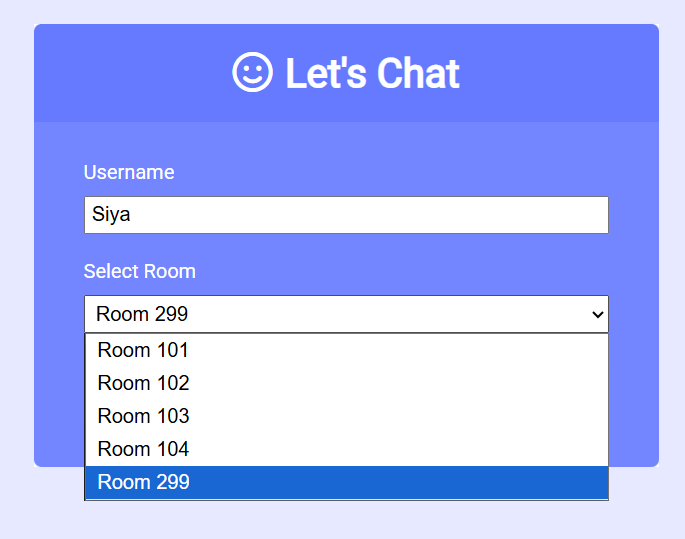 Let's Chat
Username
Siya
Select Room
Room 299
Room 101
Room 102
Room 103
Room 104
Room 299